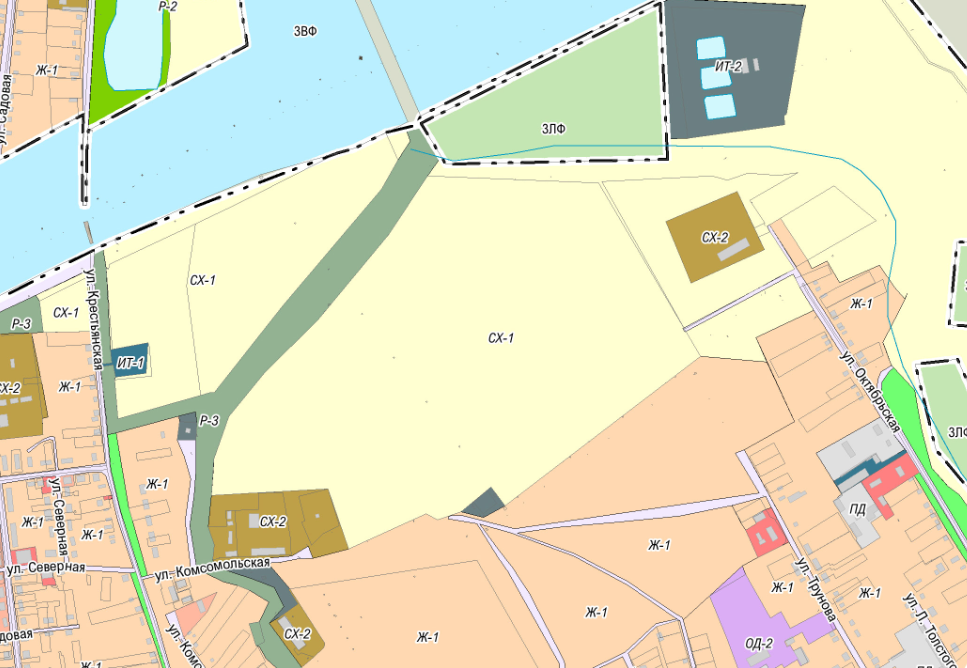 Р-2
ЗВФ
Ж-1
ул. Садовая
ИТ-2
ЗЛФ
СХ-2
СХ-1
СХ-1
ул. Крестьянская
Ж-1
Р-3
СХ-1
ИТ-1
СХ-2
Ж-1
ул. Октябрьская
Р-3
ЗЛФ
Ж-1
ул. Северная
ПД
Ж-1
СХ-2
Ж-1
Ж-1
ул. Северная
ул. Комсомольская
Ж-1
ул. Трунова
Ж-1
ул. Л. Толстого
Ж-1
СХ-2
Ж-1
ОД-2
Ж-1